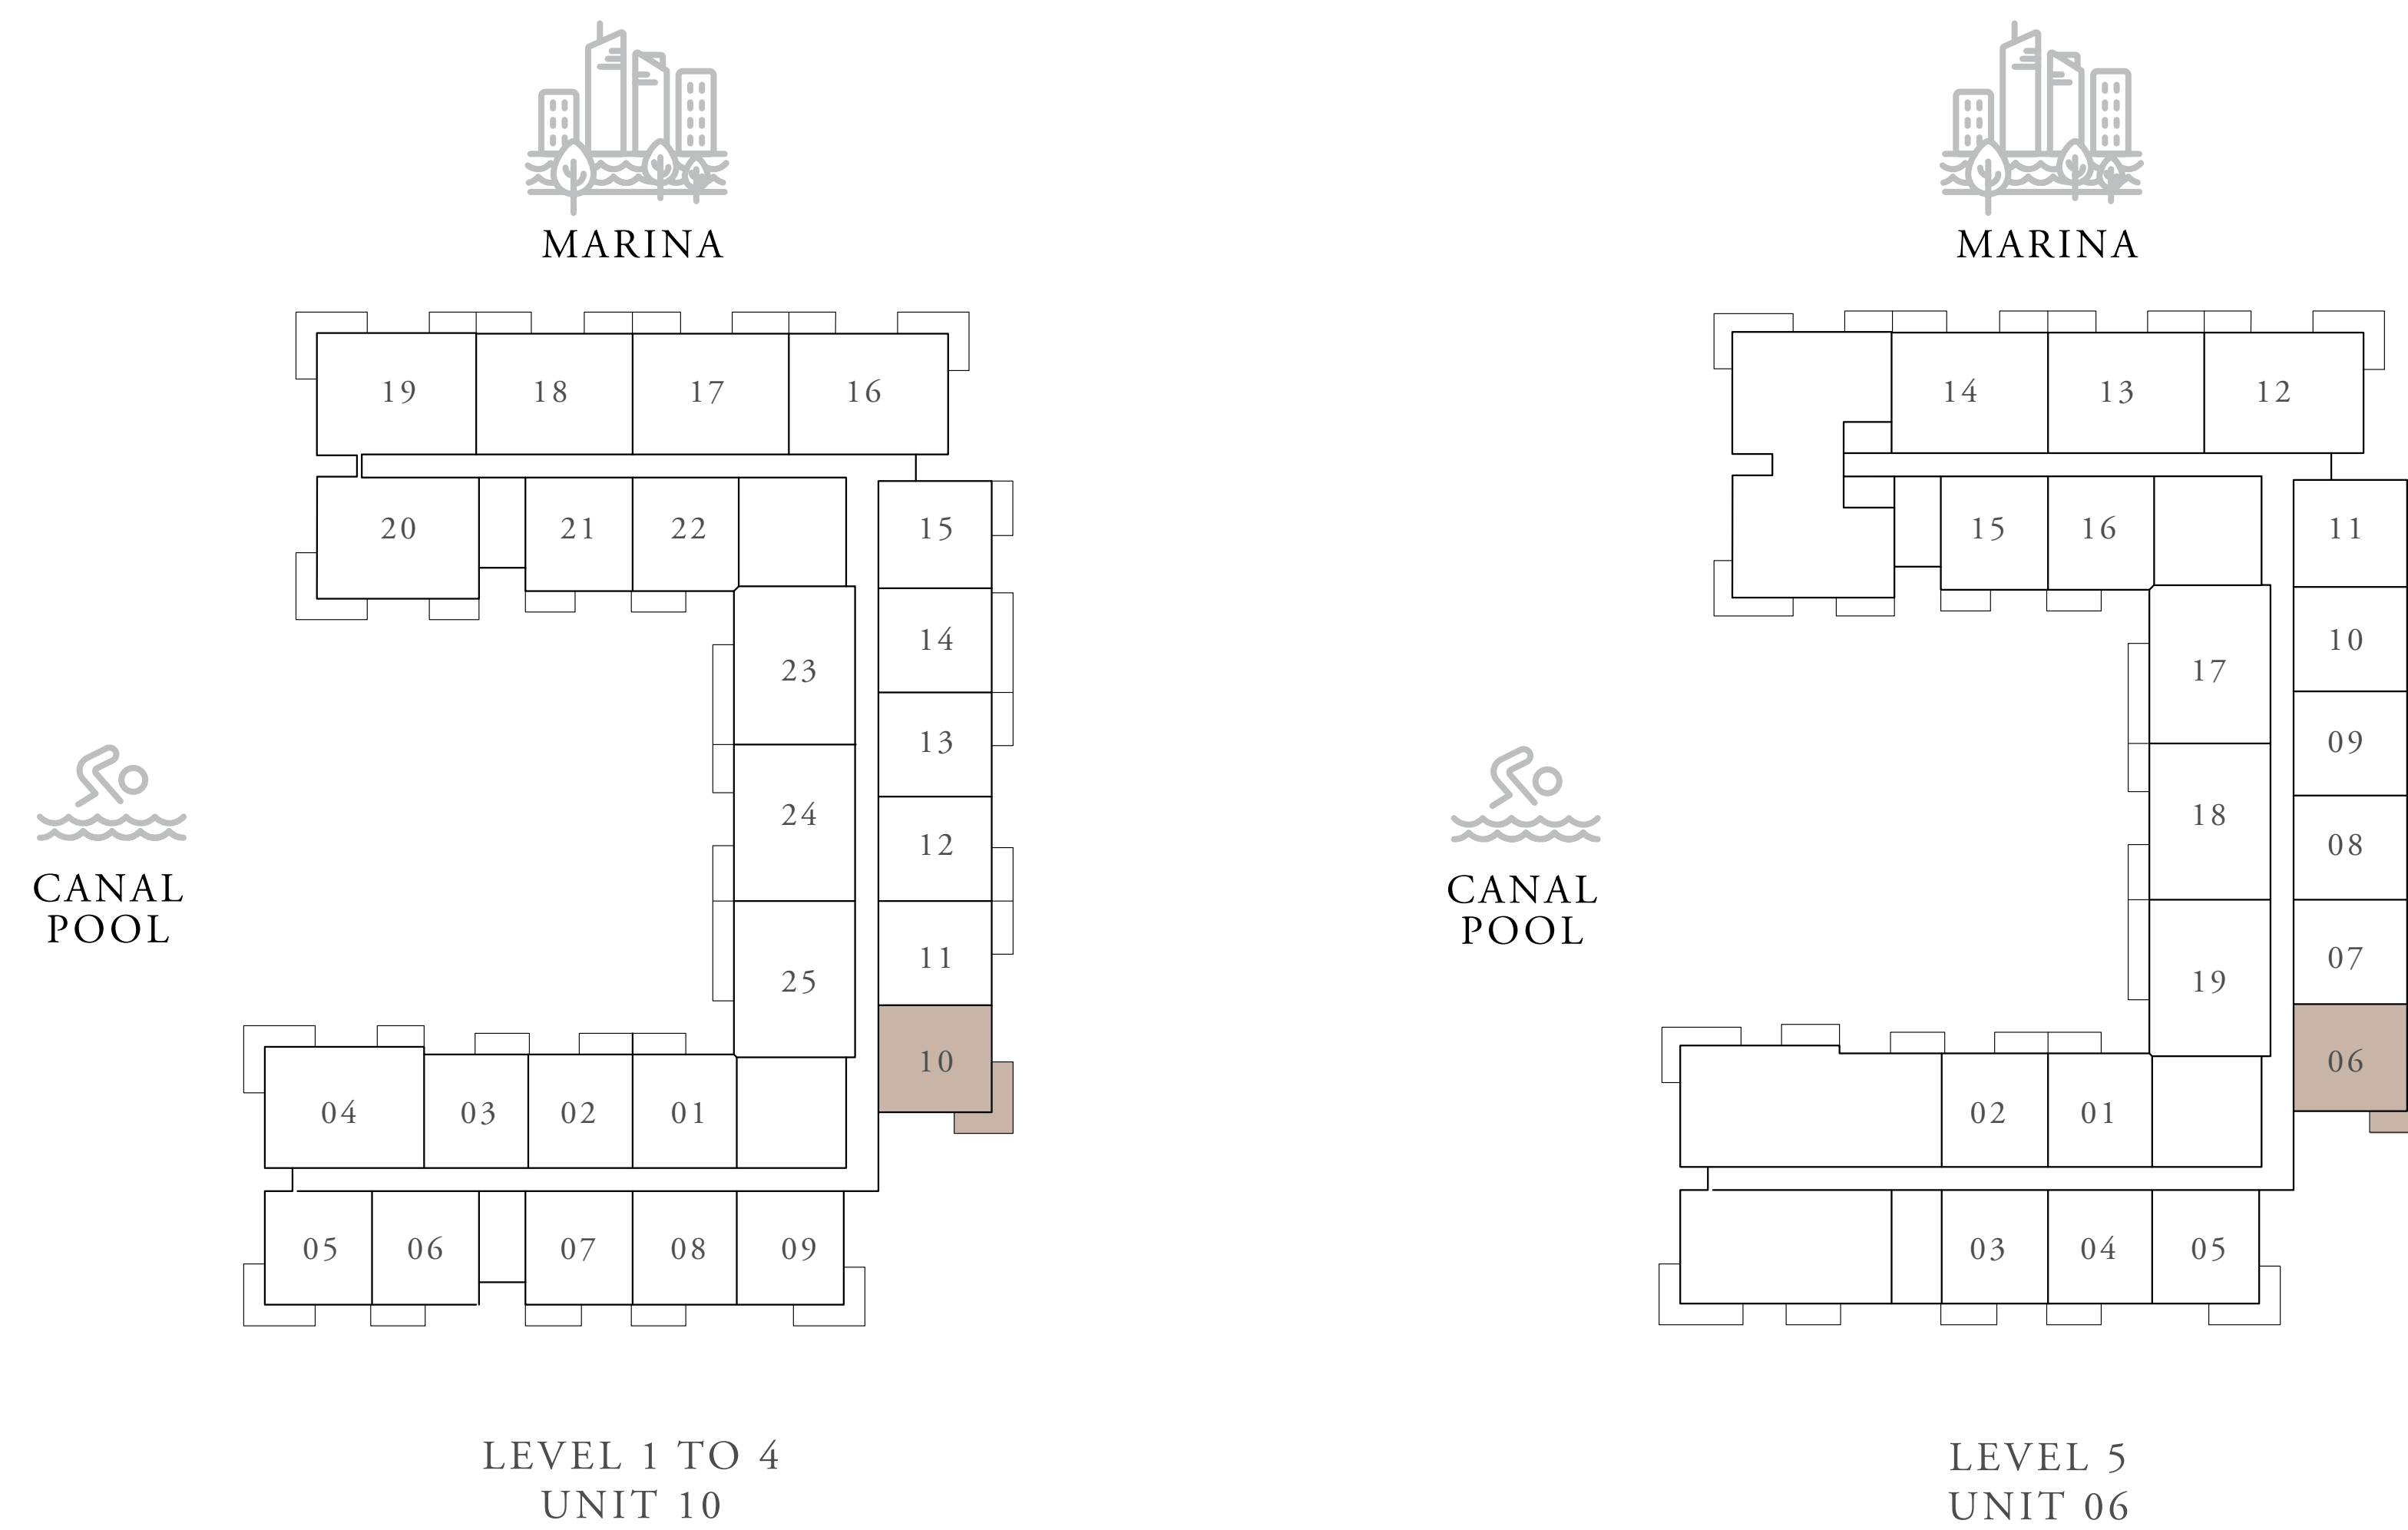 MARINA
19 18 17 16
20 21 22 15
14
23
13
24 12
CANAL
POOL
11
25
10
04 03 02 01
05 06 07 08 09
LEVEL 1 TO 4
UNIT 10
MARINA
14 13 12
15 16 11
10
17
09
18 08
CANAL
POOL
07
19
06
02 01
03 04 05
LEVEL 5
UNIT 06